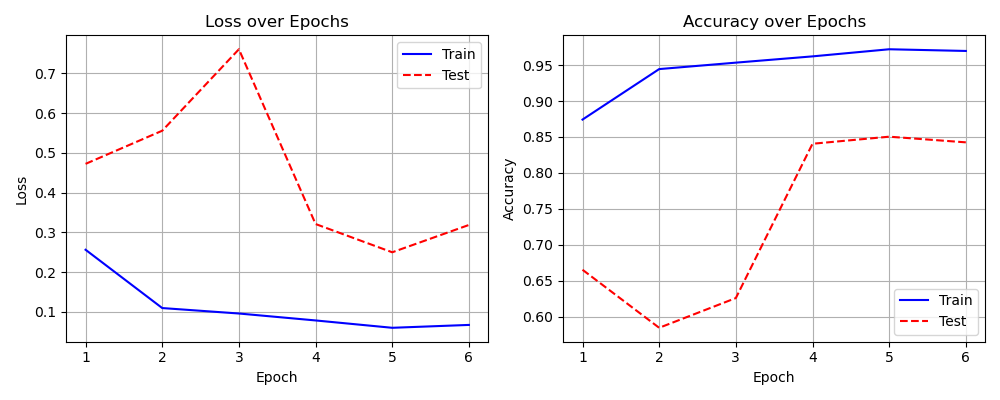 Loss over Epochs
Loss
0.7
0.6
0.5
0.4
0.3
0.2
0.1
Train
Test
1 2 3 4 5 6
Epoch
Accuracy over Epochs
Accuracy
0.95
0.90
0.85
0.80
0.75
0.70
0.65
0.60
Train
Test
1 2 3 4 5 6
Epoch